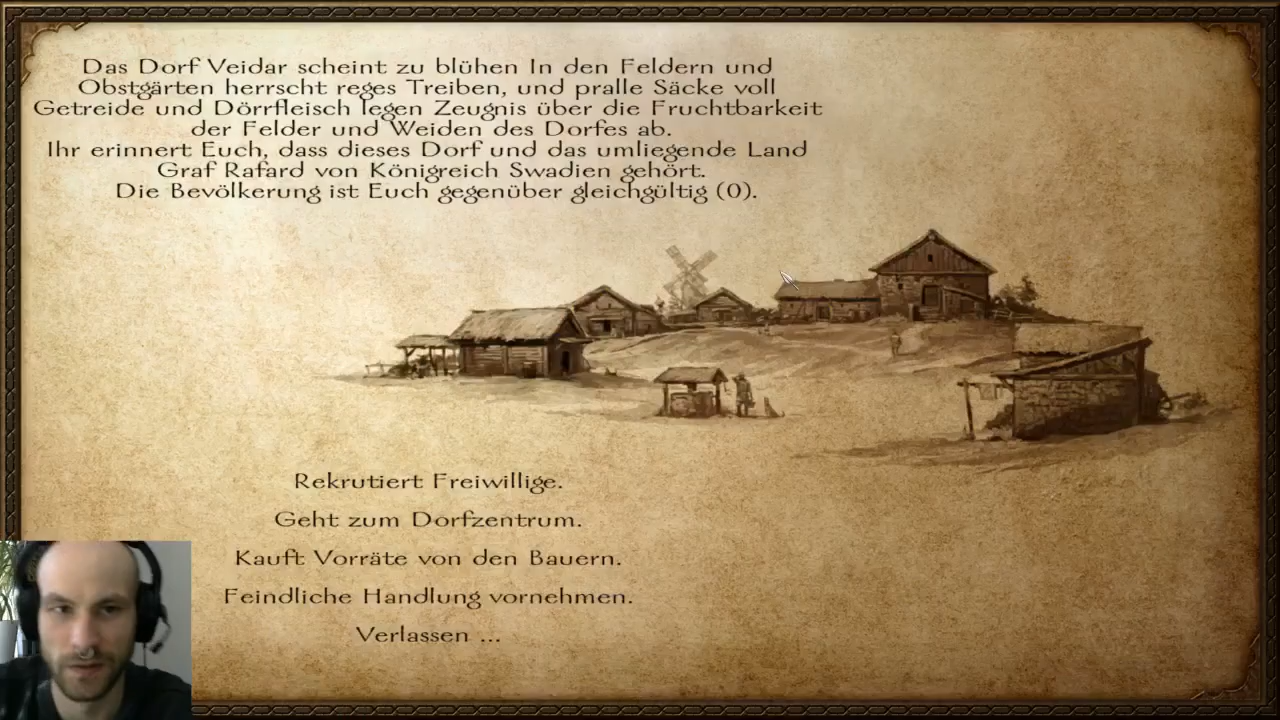 Das Dorf Veidar scheint zu blühen In den Feldern und
Obstgärten herrscht reges Treiben, und pralle Säcke voll
Getreide und Dörrfleisch legen Zeugnis über die Fruchtbarkeit
der Felder und Weiden des Dorfes ab.
Ihr erinnert Euch, dass dieses Dorf und das umliegende Land
Graf Rafard von Königreich Swadien gehört.
Die Bevölkerung ist Euch gegenüber gleichgültig (0).
Rekrutiert Freiwillige.
Geht zum Dorfzentrum.
Kauft Vorräte von den Bauern.
Feindliche Handlung vornehmen.
Verlassen ...